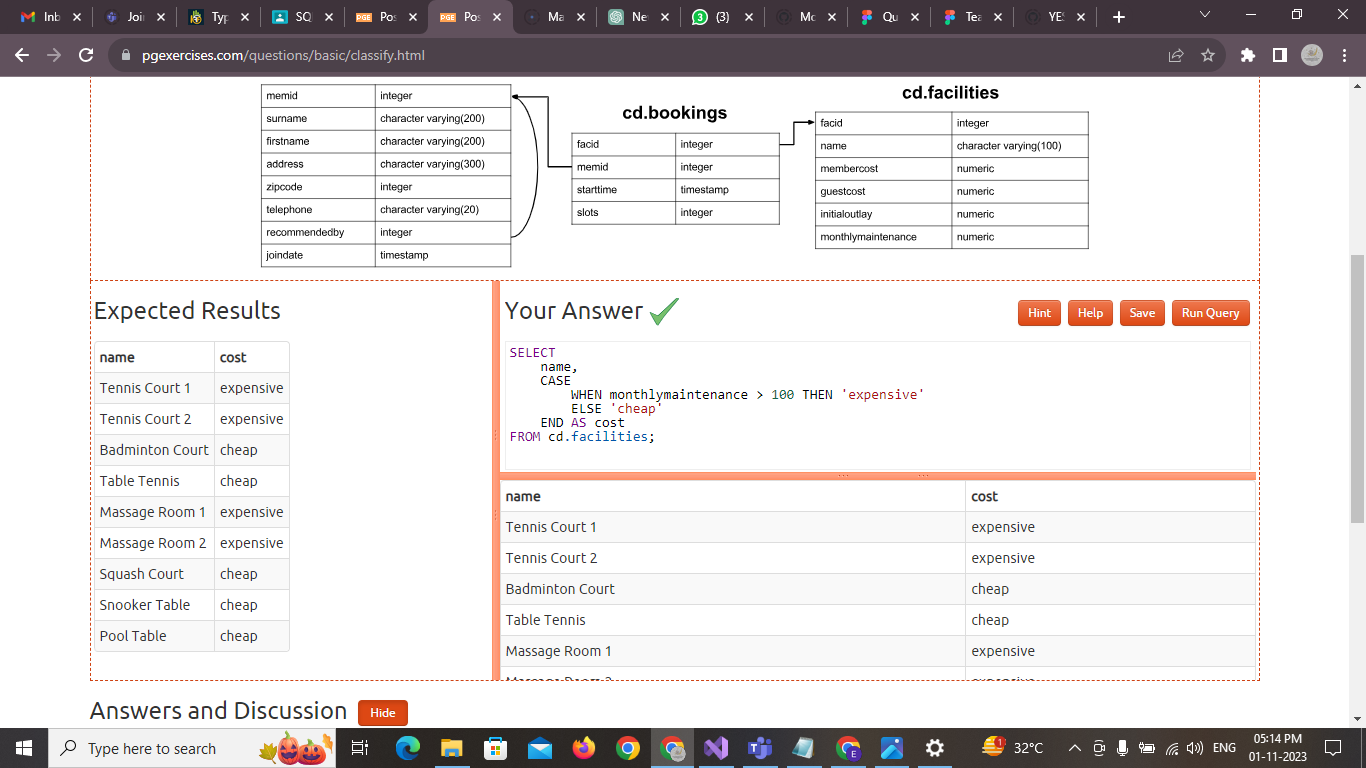 Inb
Joi
Typ
SQ
Pos
Pos
Ma
Ne
3 (3)
Mc
Qu
Tea
YE
pgexercises.com/questions/basic/classify.html
memid integer
surname character varying(200)
firstname character varying(200)
address character varying(300)
zipcode integer
telephone character varying(20)
recommendedby integer
joindate timestamp
cd.bookings
facid integer
memid integer
starttime timestamp
slots integer
cd.facilities
facid integer
name character varying(100)
membercost numeric
guestcost numeric
initialoutlay numeric
monthlymaintenance numeric
Expected Results
name cost
Tennis Court 1 expensive
Tennis Court 2 expensive
Badminton Court cheap
Table Tennis cheap
Massage Room 1 expensive
Massage Room 2 expensive
Squash Court cheap
Snooker Table cheap
Pool Table cheap
Your Answer
Hint Help Save Run Query
SELECT
name,
CASE
WHEN monthlymaintenance > 100 THEN 'expensive'
ELSE 'cheap'
END AS cost
FROM cd.facilities;
name cost
Tennis Court 1 expensive
Tennis Court 2 expensive
Badminton Court cheap
Table Tennis cheap
Massage Room 1 expensive
Massage Room 2 expensive
Answers and Discussion Hide
Type here to search
32°C
ENG
05:14 PM
01-11-2023